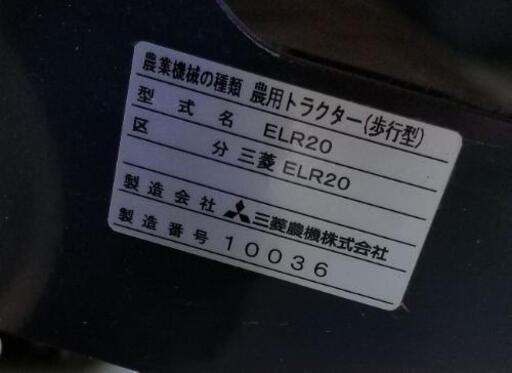 農業機械の種類 農用トラクター(歩行型)
型式名 ELR20
区分 三菱 ELR20
製造会社 三菱農機株式会社
製造番号 10036